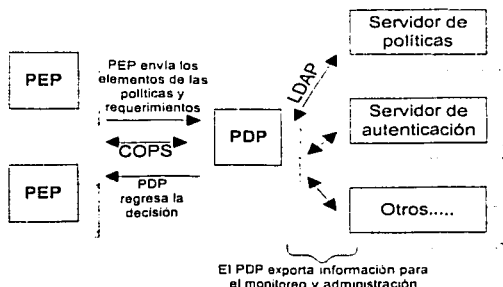 PEP
PEP envía los
elementos de las
políticas y
requerimientos
COPS
PDP
regresa la
decisión
PEP
PDP
LDAP
Servidor de
políticas
Servidor de
autenticación
Otros.....
El PDP exporta información para
el monitoreo y administración